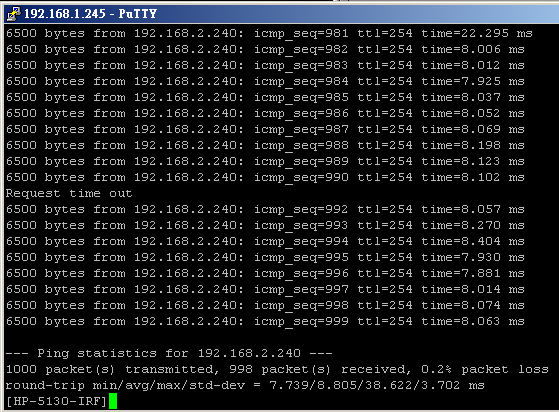 192.168.1.245 - PuTTY
6500 bytes from 192.168.2.240: icmp_seq=981 ttl=254 time=22.295 ms
6500 bytes from 192.168.2.240: icmp_seq=982 ttl=254 time=8.006 ms
6500 bytes from 192.168.2.240: icmp_seq=983 ttl=254 time=8.012 ms
6500 bytes from 192.168.2.240: icmp_seq=984 ttl=254 time=7.925 ms
6500 bytes from 192.168.2.240: icmp_seq=985 ttl=254 time=8.037 ms
6500 bytes from 192.168.2.240: icmp_seq=986 ttl=254 time=8.052 ms
6500 bytes from 192.168.2.240: icmp_seq=987 ttl=254 time=8.069 ms
6500 bytes from 192.168.2.240: icmp_seq=988 ttl=254 time=8.198 ms
6500 bytes from 192.168.2.240: icmp_seq=989 ttl=254 time=8.123 ms
6500 bytes from 192.168.2.240: icmp_seq=990 ttl=254 time=8.102 ms
Request time out
6500 bytes from 192.168.2.240: icmp_seq=992 ttl=254 time=8.057 ms
6500 bytes from 192.168.2.240: icmp_seq=993 ttl=254 time=8.270 ms
6500 bytes from 192.168.2.240: icmp_seq=994 ttl=254 time=8.404 ms
6500 bytes from 192.168.2.240: icmp_seq=995 ttl=254 time=7.930 ms
6500 bytes from 192.168.2.240: icmp_seq=996 ttl=254 time=7.881 ms
6500 bytes from 192.168.2.240: icmp_seq=997 ttl=254 time=8.014 ms
6500 bytes from 192.168.2.240: icmp_seq=998 ttl=254 time=8.074 ms
6500 bytes from 192.168.2.240: icmp_seq=999 ttl=254 time=8.063 ms
--- Ping statistics for 192.168.2.240 ---
1000 packet(s) transmitted, 998 packet(s) received, 0.2% packet loss
round-trip min/avg/max/std-dev = 7.739/8.805/38.622/3.702 ms
[HP-5130-IRF]